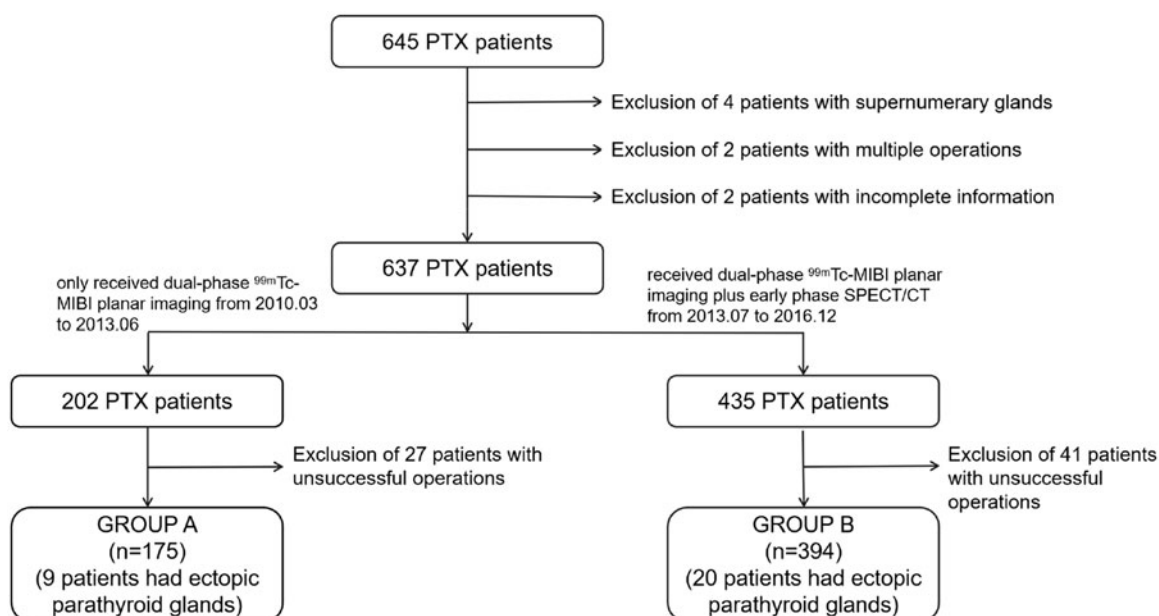 645 PTX patients
Exclusion of 4 patients with supernumerary glands
Exclusion of 2 patients with multiple operations
Exclusion of 2 patients with incomplete information
637 PTX patients
only received dual-phase ⁹⁹ᵐTc-
MIBI planar imaging from 2010.03
to 2013.06
received dual-phase ⁹⁹ᵐTc-MIBI planar
imaging plus early phase SPECT/CT
from 2013.07 to 2016.12
202 PTX patients
435 PTX patients
Exclusion of 27 patients with
unsuccessful operations
Exclusion of 41 patients
with unsuccessful
operations
GROUP A
(n=175)
(9 patients had ectopic
parathyroid glands)
GROUP B
(n=394)
(20 patients had ectopic
parathyroid glands)